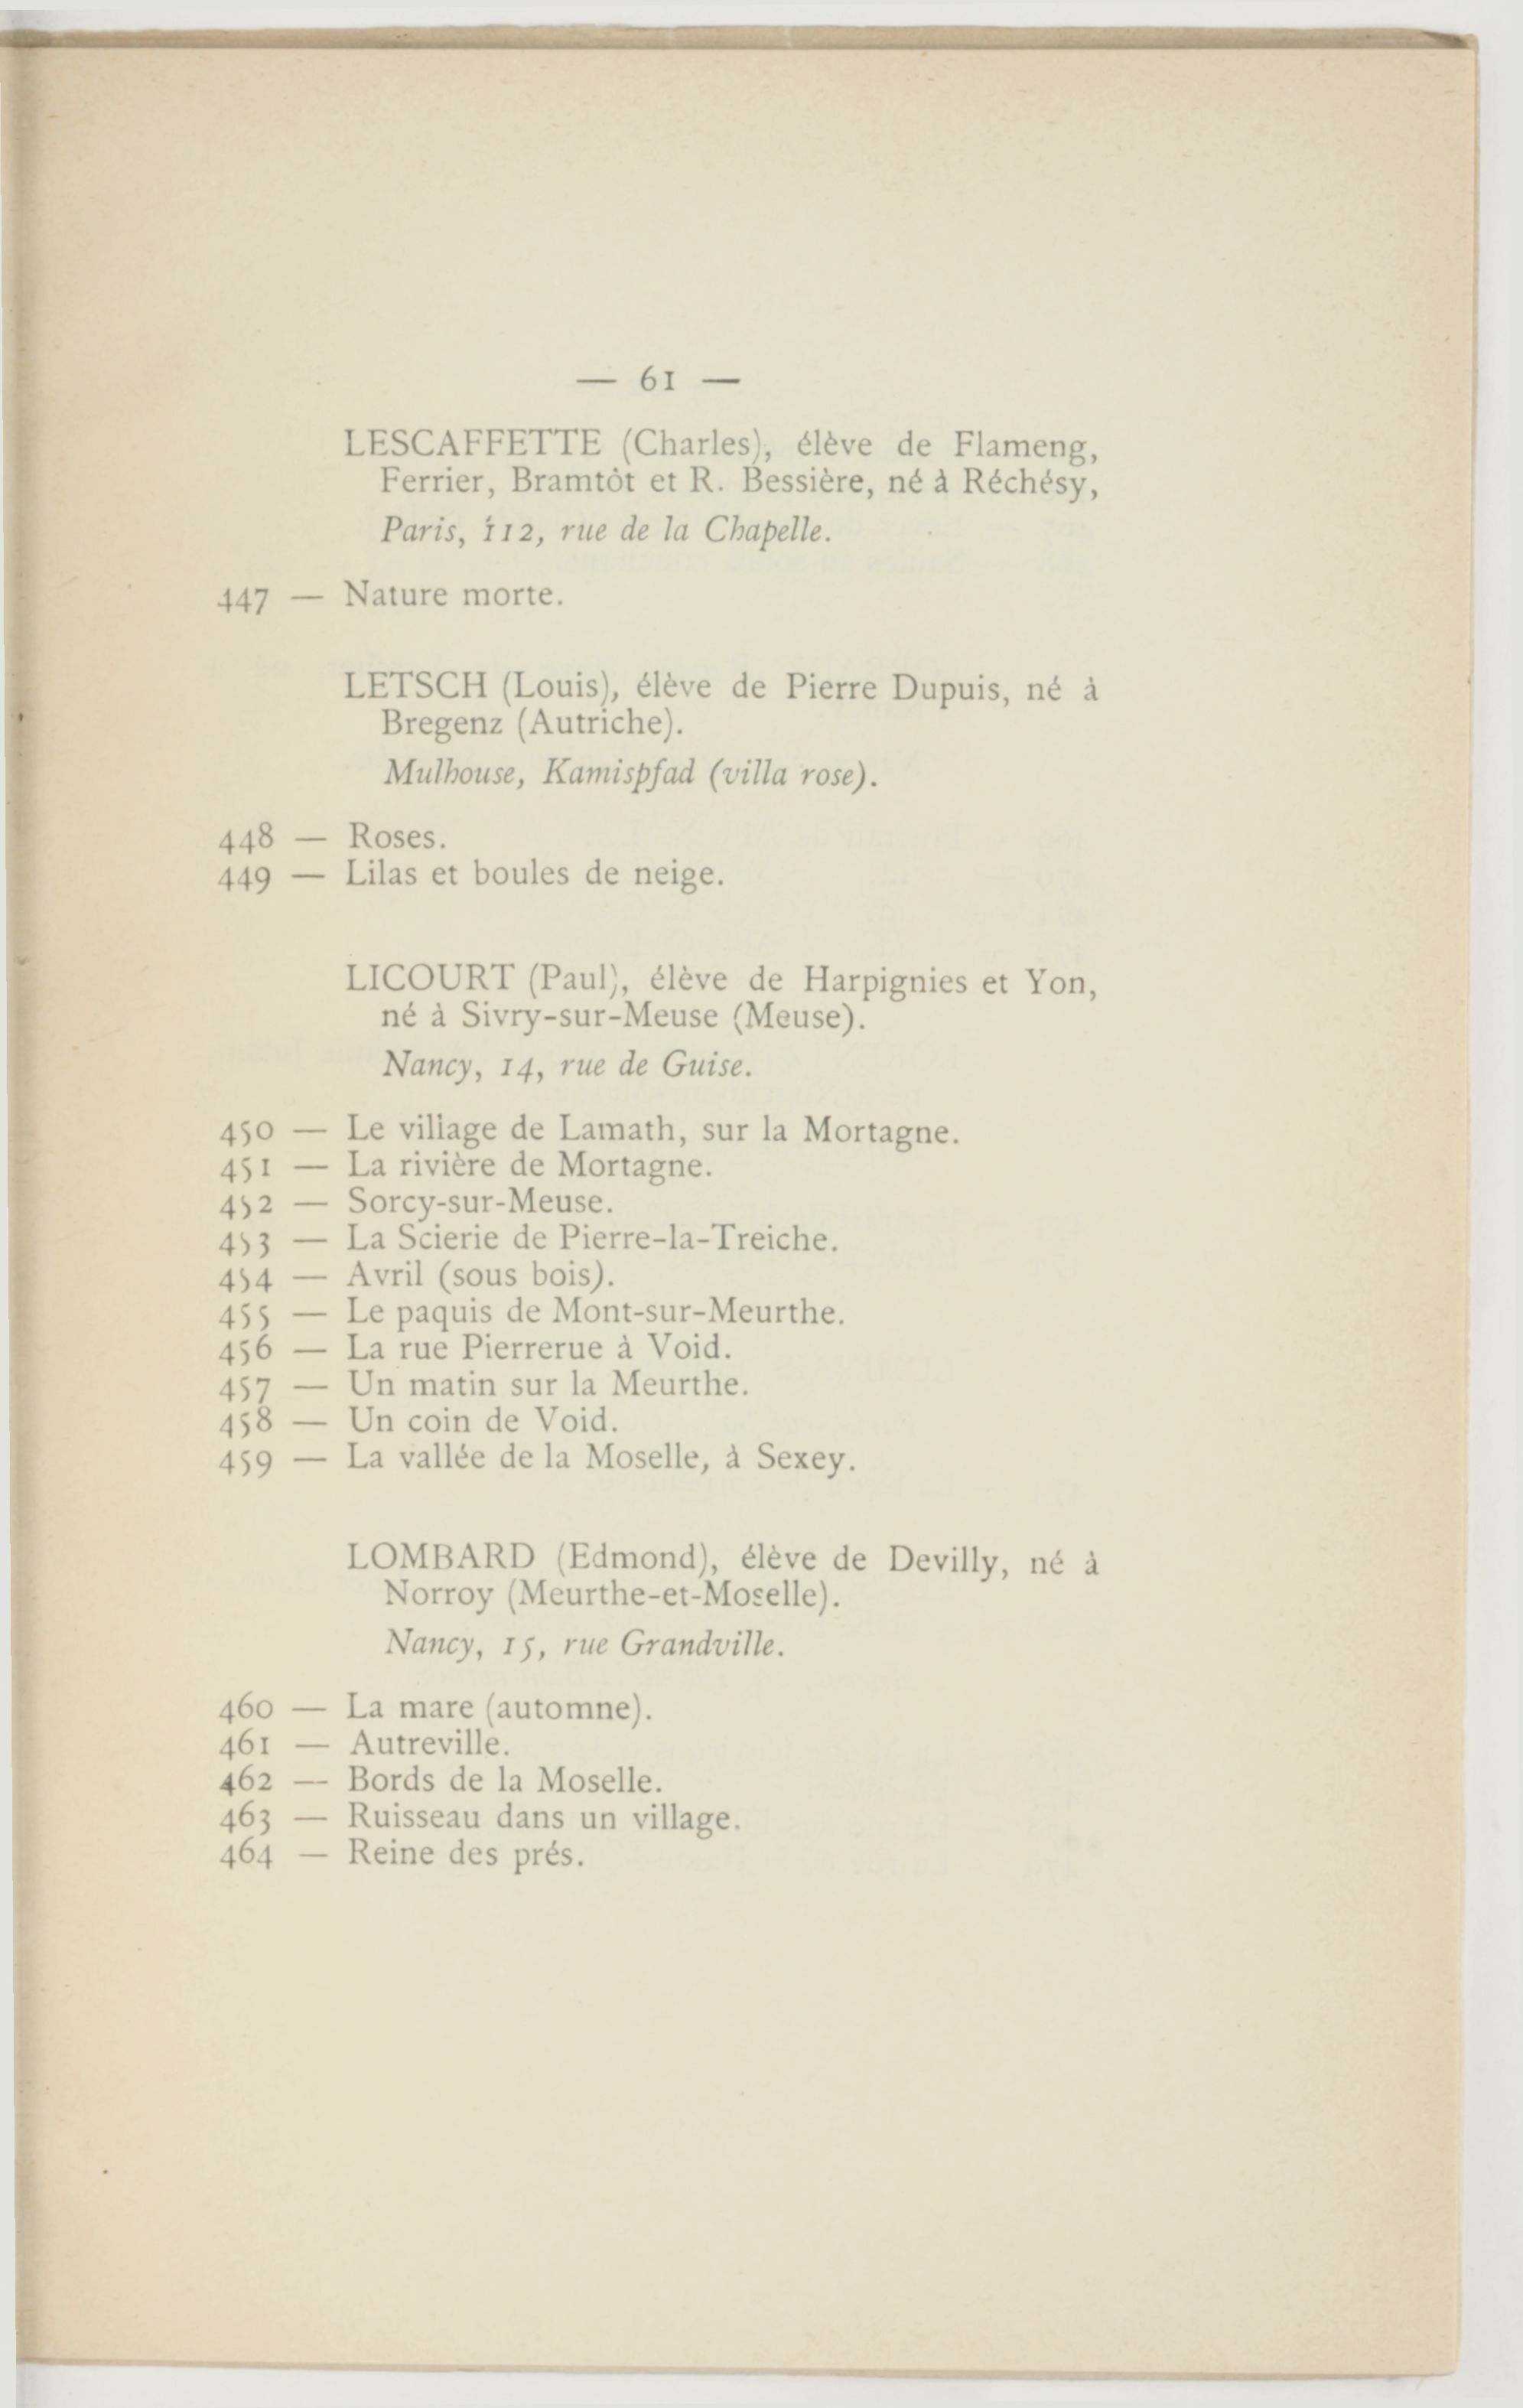 — 61 —
LESCAFFETTE (Charles), élève de Flameng,
Ferrier, Bramtôt et R. Bessière, né à Réchésy,
Paris, 112, rue de la Chapelle.
447 — Nature morte.
LETSCH (Louis), élève de Pierre Dupuis, né à
Bregenz (Autriche).
Mulhouse, Kamispfad (villa rose).
448 — Roses.
449 — Lilas et boules de neige.
LICOURT (Paul), élève de Harpignies et Yon,
né à Sivry-sur-Meuse (Meuse).
Nancy, 14, rue de Guise.
450 — Le village de Lamath, sur la Mortagne.
451 — La rivière de Mortagne.
452 — Sorcy-sur-Meuse.
453 — La Scierie de Pierre-la-Treiche.
454 — Avril (sous bois).
455 — Le paquis de Mont-sur-Meurthe.
456 — La rue Pierrerue à Void.
457 — Un matin sur la Meurthe.
458 — Un coin de Void.
459 — La vallée de la Moselle, à Sexey.
LOMBARD (Edmond), élève de Devilly, né à
Norroy (Meurthe-et-Moselle).
Nancy, 15, rue Grandville.
460 — La mare (automne).
461 — Autreville.
462 — Bords de la Moselle.
463 — Ruisseau dans un village.
464 — Reine des prés.